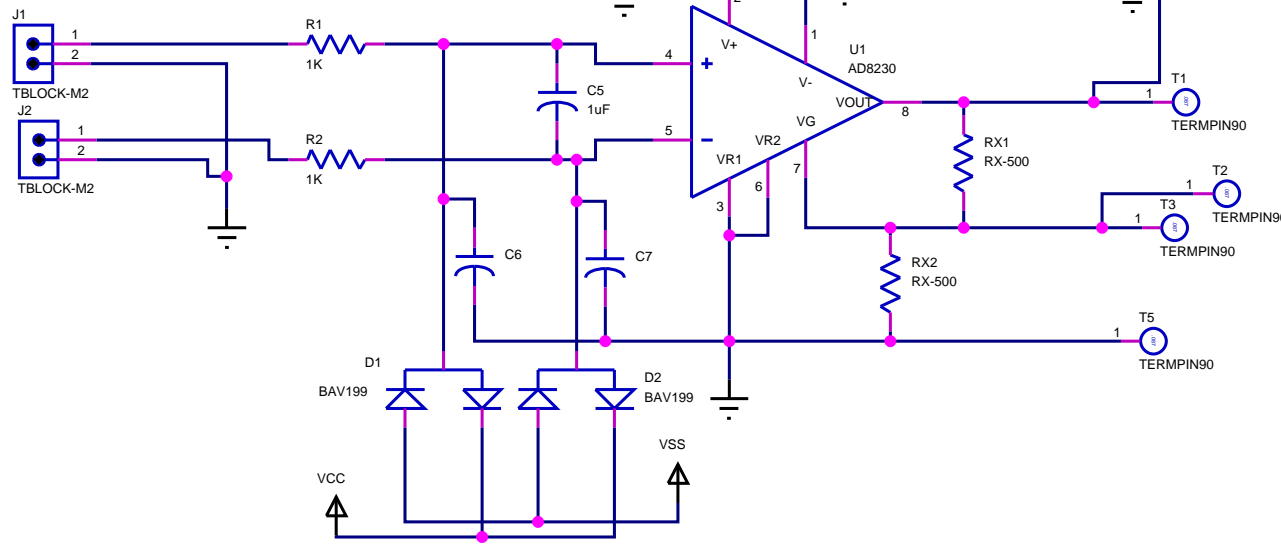 J1
1
2
TBLOCK-M2
J2
1
2
TBLOCK-M2
R1
1K
R2
1K
C5
1uF
C6
C7
D1
BAV199
D2
BAV199
VCC
VSS
4
5
V+
1
V-
U1
AD8230
VOUT
8
VG
7
VR2
6
VR1
3
RX1
RX-500
RX2
RX-500
T1
1
TERMPIN90
T2
1
T3
1
TERMPIN90
T5
1
TERMPIN90